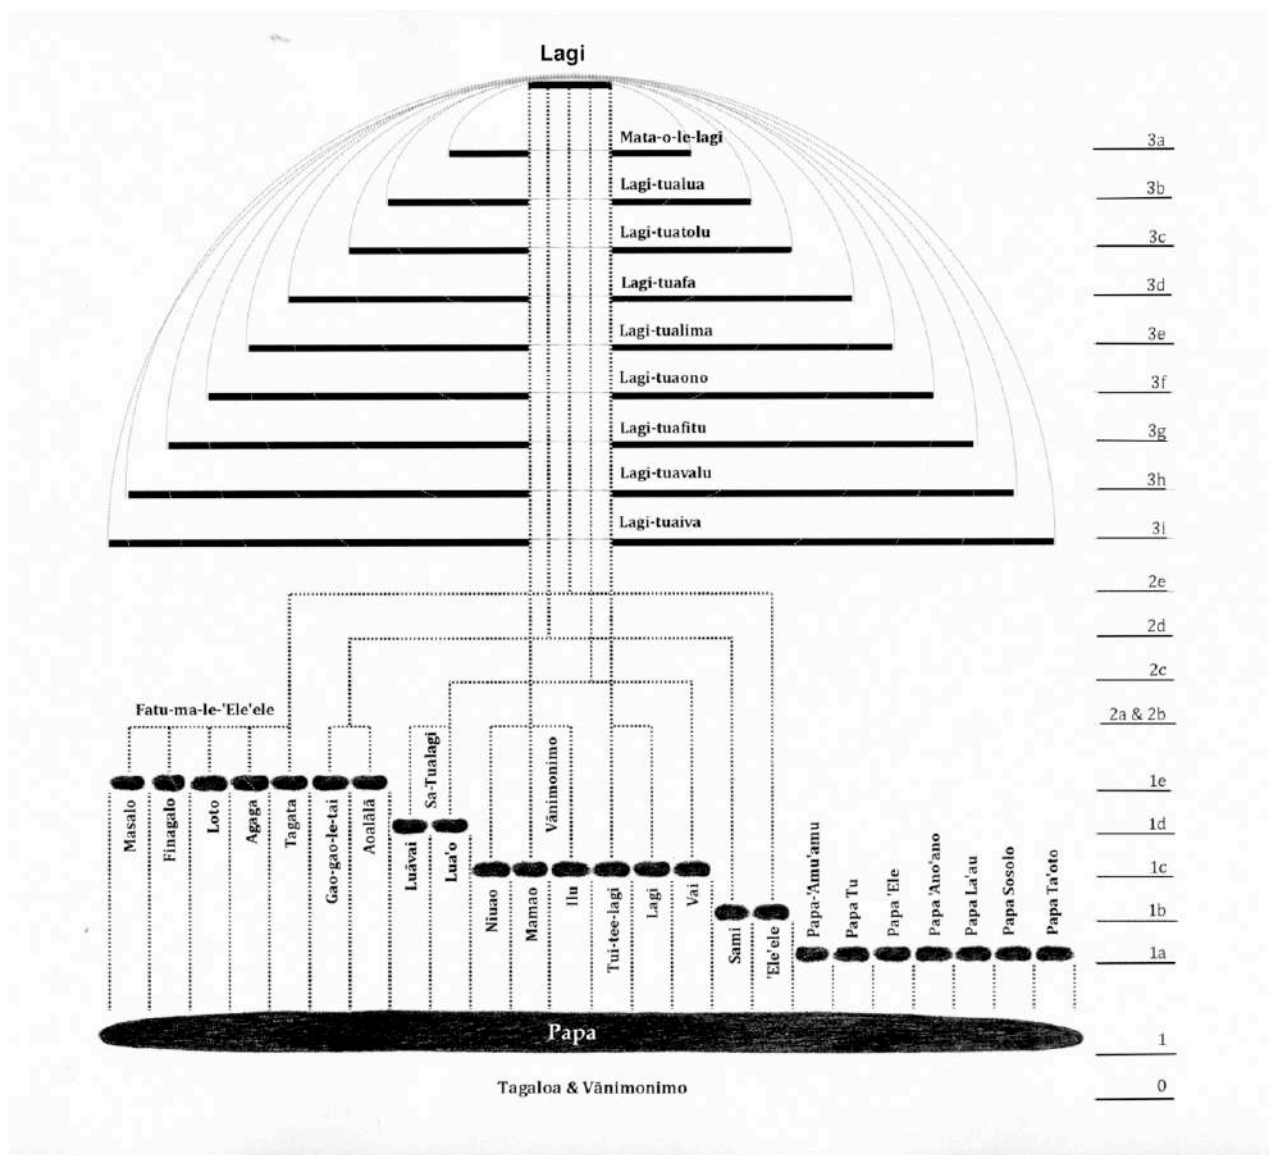 Lagi
Mata-o-le-lagi
3a
Lagi-tualua
3b
Lagi-tuatolu
3c
Lagi-tuafa
3d
Lagi-tualima
3e
Lagi-tuaono
3f
Lagi-tuafitu
3g
Lagi-tuavalu
3h
Lagi-tuaiva
3i
2e
2d
2c
Fatu-ma-le-'Ele'ele
2a & 2b
Sa-Tualagi
Vānimonimo
1e
Masalo
Finagalo
Loto
Agaga
Tagata
Gao-gao-le-tai
Aoalālā
1d
Luāvai
Lua'o
1c
Niuao
Mamao
Ilu
Tui-tee-lagi
Lagi
Vai
1b
Sami
'Ele'ele
Papa-'Amu'amu
Papa Tu
Papa 'Ele
Papa 'Ano'ano
Papa La'au
Papa Sosolo
Papa Ta'oto
1a
Papa
1
Tagaloa & Vānimonimo
0